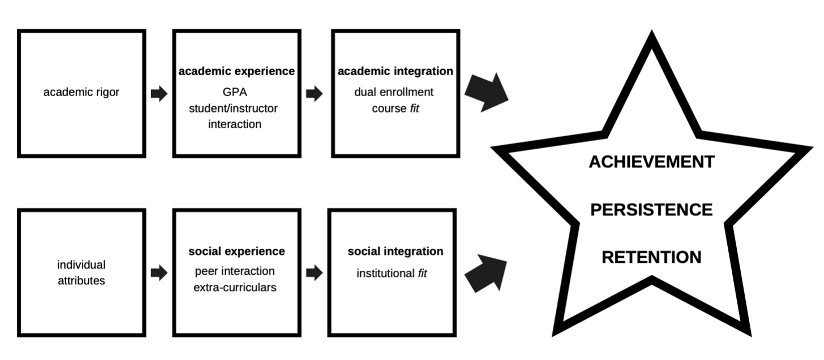 academic rigor
academic experience
GPA
student/instructor
interaction
academic integration
dual enrollment
course fit
individual
attributes
social experience
peer interaction
extra-curriculars
social integration
institutional fit
ACHIEVEMENT
PERSISTENCE
RETENTION